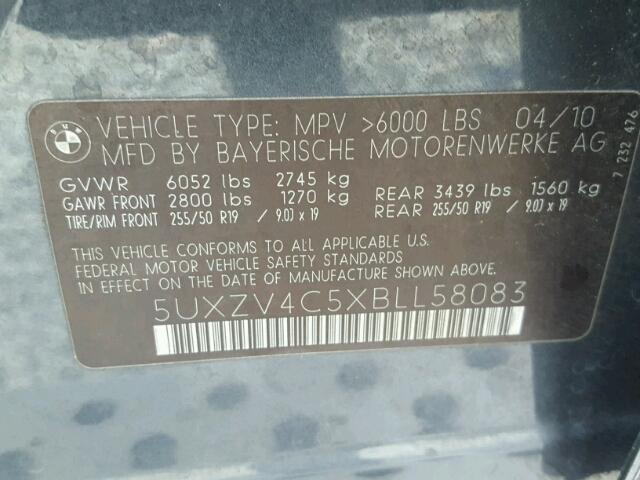 BMW
VEHICLE TYPE: MPV >6000 LBS 04/10
MFD BY BAYERISCHE MOTORENWERKE AG
GVWR 6052 lbs 2745 kg
GAWR FRONT 2800 lbs 1270 kg REAR 3439 lbs 1560 kg
TIRE/RIM FRONT 255/50 R19 / 9.0J x 19 REAR 255/50 R19 / 9.0J x 19
THIS VEHICLE CONFORMS TO ALL APPLICABLE U.S.
FEDERAL MOTOR VEHICLE SAFETY STANDARDS
IN EFFECT ON THE DATE OF MANUFACTURE SHOWN ABOVE.
5UXZV4C5XBLL58083
7 232 476